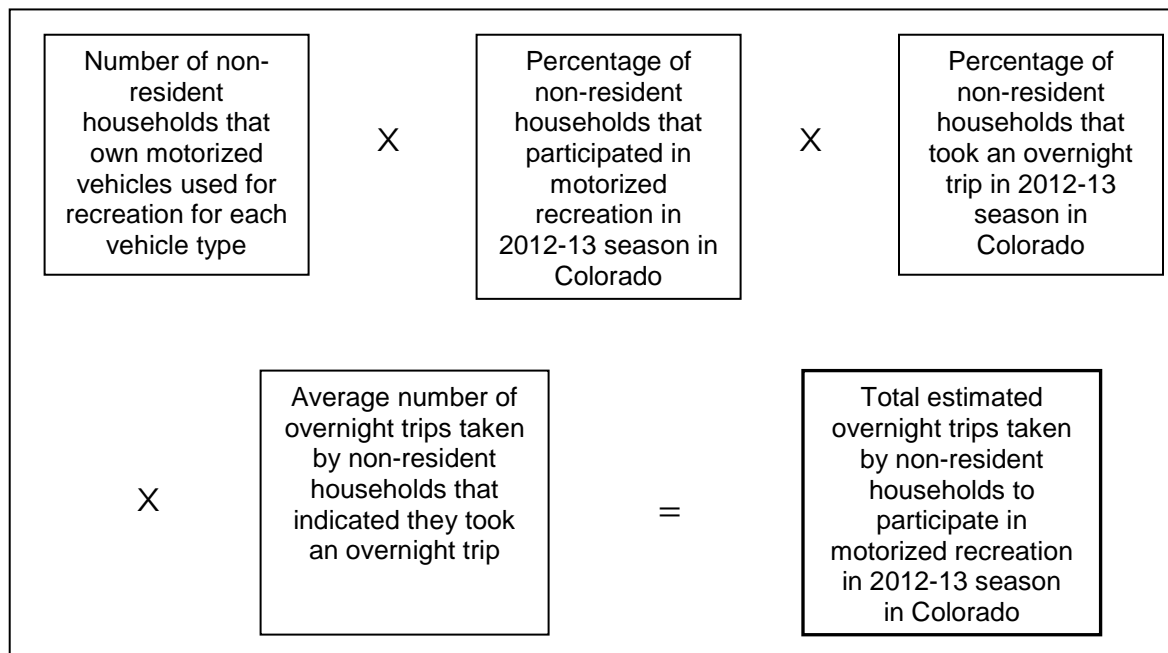 Number of non-
resident
households that
own motorized
vehicles used for
recreation for each
vehicle type
X
Percentage of
non-resident
households that
participated in
motorized
recreation in
2012-13 season in
Colorado
X
Percentage of
non-resident
households that
took an overnight
trip in 2012-13
season in
Colorado
X
Average number of
overnight trips taken
by non-resident
households that
indicated they took
an overnight trip
=
Total estimated
overnight trips taken
by non-resident
households to
participate in
motorized recreation
in 2012-13 season
in Colorado